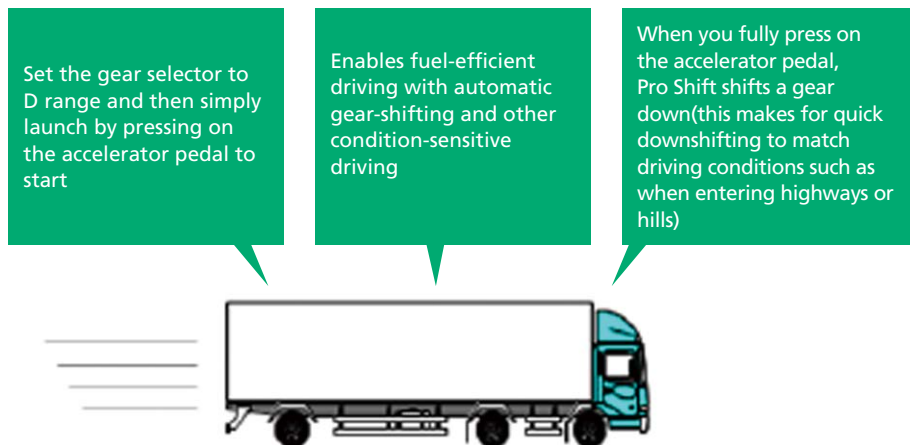 Set the gear selector to
D range and then simply
launch by pressing on
the accelerator pedal to
start
Enables fuel-efficient
driving with automatic
gear-shifting and other
condition-sensitive
driving
When you fully press on
the accelerator pedal,
Pro Shift shifts a gear
down(this makes for quick
downshifting to match
driving conditions such as
when entering highways or
hills)